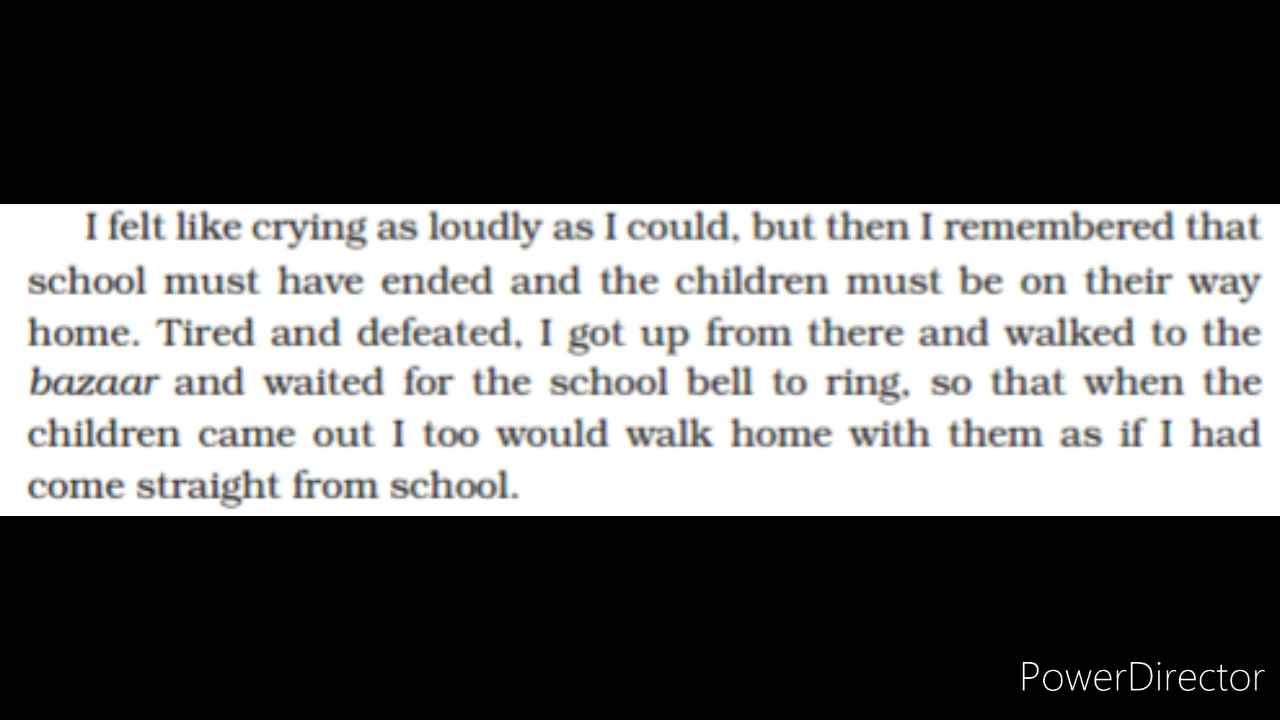 I felt like crying as loudly as I could, but then I remembered that
school must have ended and the children must be on their way
home. Tired and defeated, I got up from there and walked to the
bazaar and waited for the school bell to ring, so that when the
children came out I too would walk home with them as if I had
come straight from school.
PowerDirector